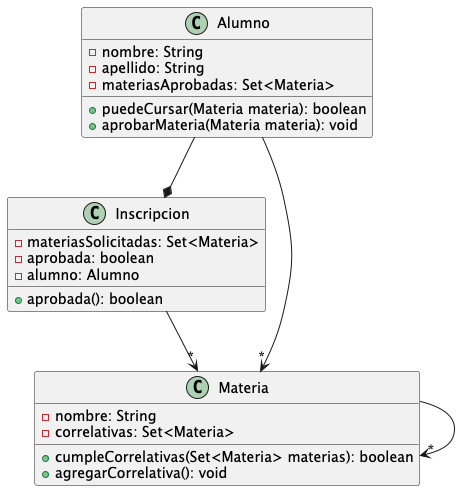 C Alumno
nombre: String
apellido: String
materiasAprobadas: Set<Materia>
puedeCursar(Materia materia): boolean
aprobarMateria(Materia materia): void
C Inscripcion
materiasSolicitadas: Set<Materia>
aprobada: boolean
alumno: Alumno
aprobada(): boolean
* *
C Materia
nombre: String
correlativas: Set<Materia>
*
cumpleCorrelativas(Set<Materia> materias): boolean
agregarCorrelativa(): void